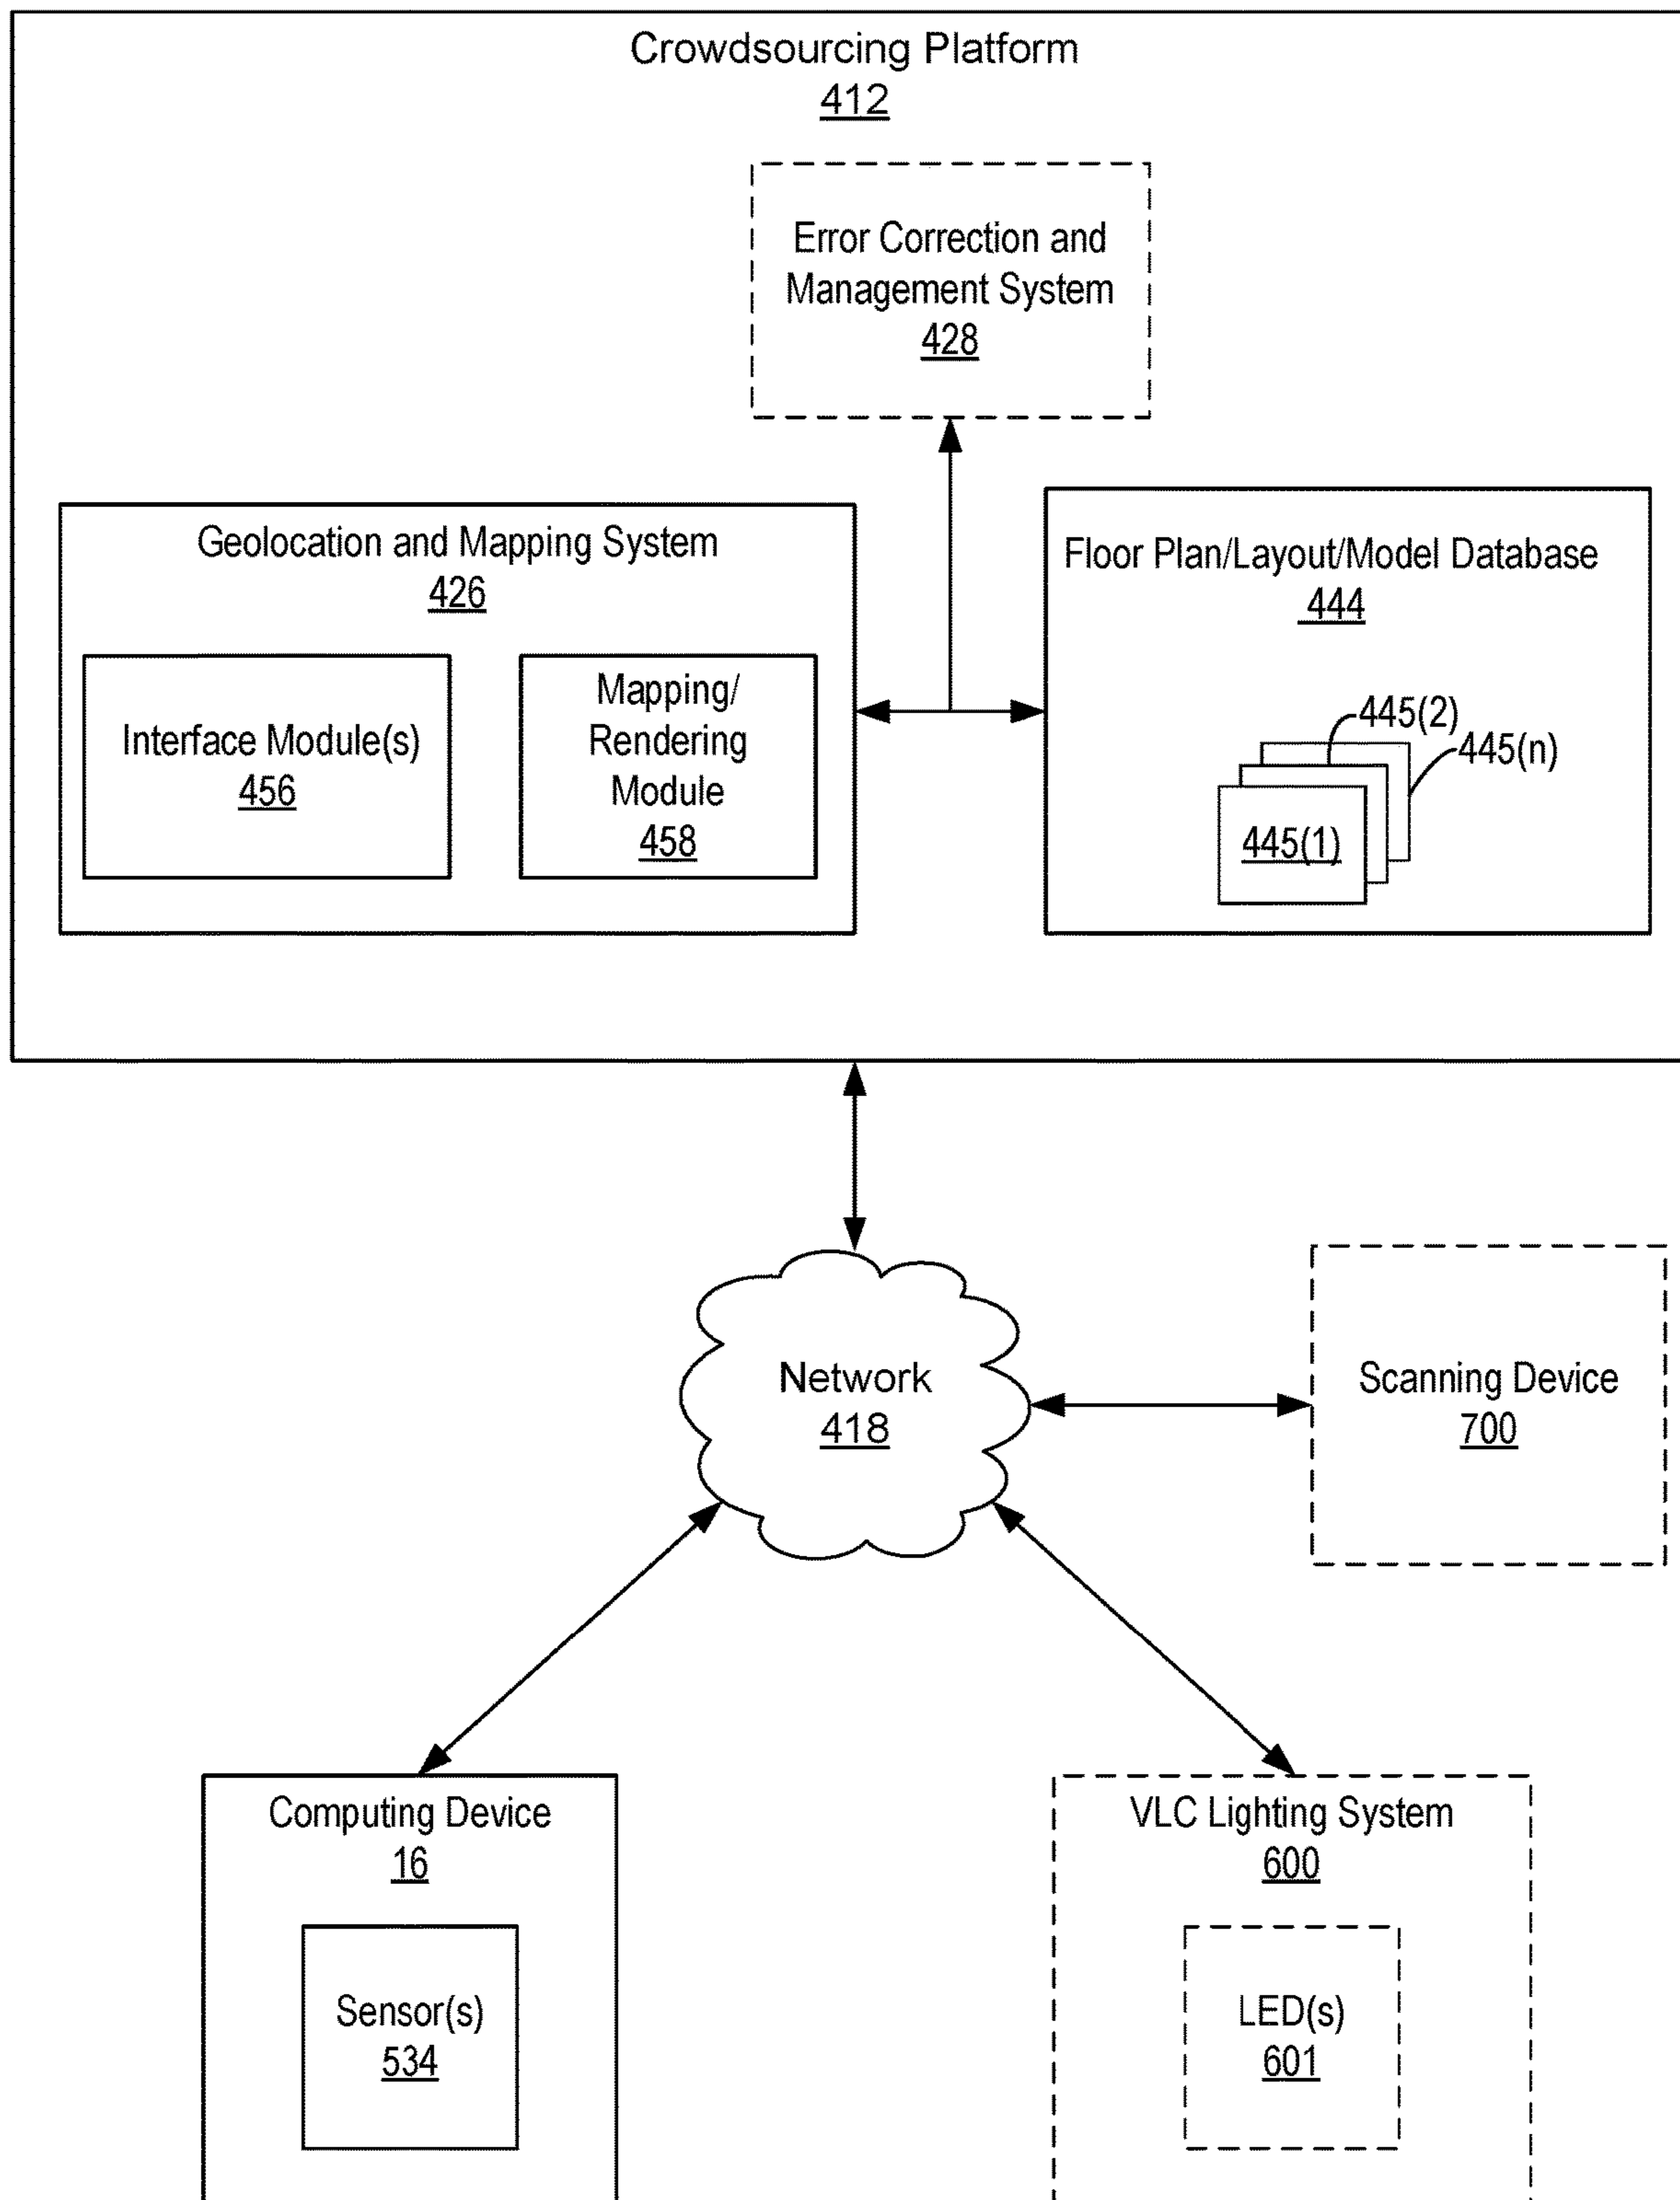 Crowdsourcing Platform
412
Error Correction and
Management System
428
Geolocation and Mapping System
426
Interface Module(s)
456
Mapping/
Rendering
Module
458
Floor Plan/Layout/Model Database
444
445(2)
445(n)
445(1)
Network
418
Scanning Device
700
Computing Device
16
Sensor(s)
534
VLC Lighting System
600
LED(s)
601